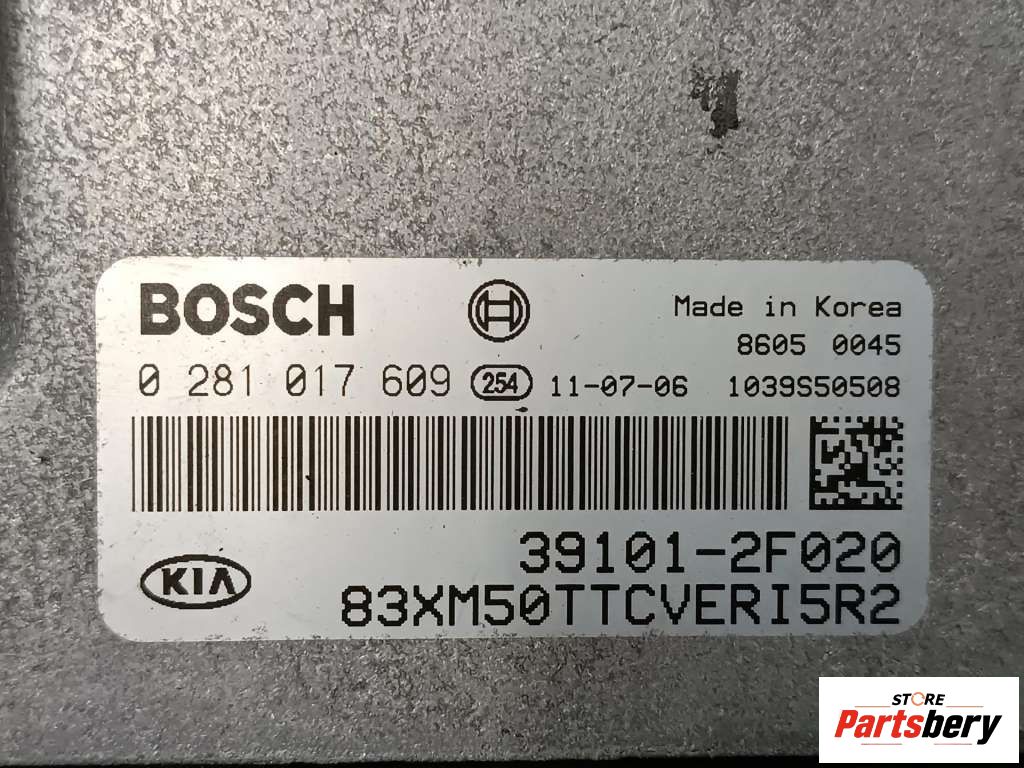 BOSCH
Made in Korea
8605 0045
0 281 017 609 254 11-07-06 1039S50508
39101-2F020
KIA
83XM50TTCVERI5R2
STORE
Partsbery